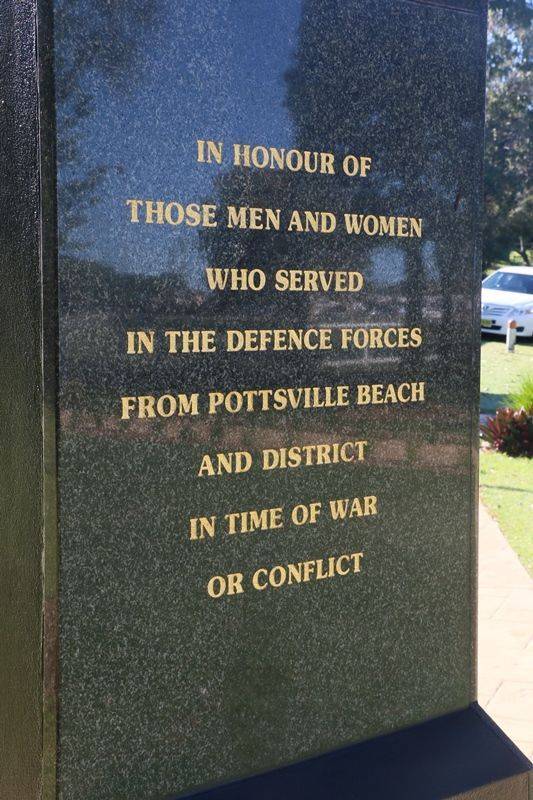 IN HONOUR OF
THOSE MEN AND WOMEN
WHO SERVED
IN THE DEFENCE FORCES
FROM POTTSVILLE BEACH
AND DISTRICT
IN TIME OF WAR
OR CONFLICT